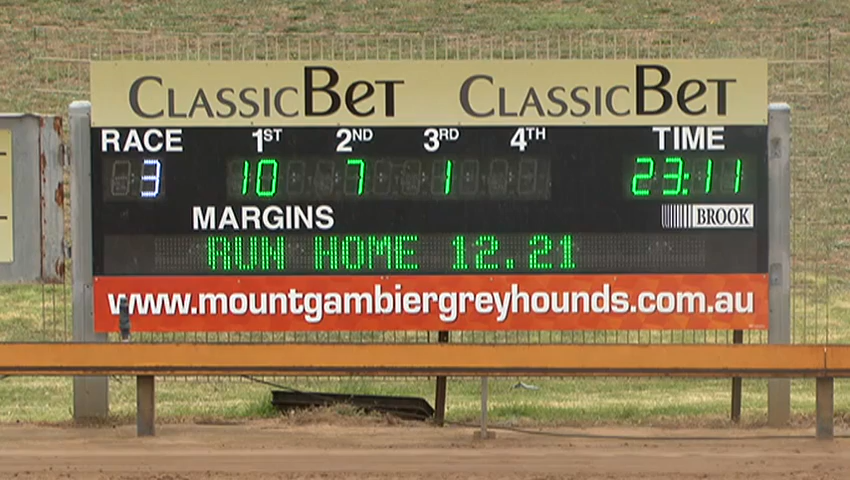 CLASSICBET CLASSICBET
RACE 1ST 2ND 3RD 4TH TIME
3 10 7 1 23:11
MARGINS BROOK
RUN HOME 12.21
www.mountgambiergreyhounds.com.au